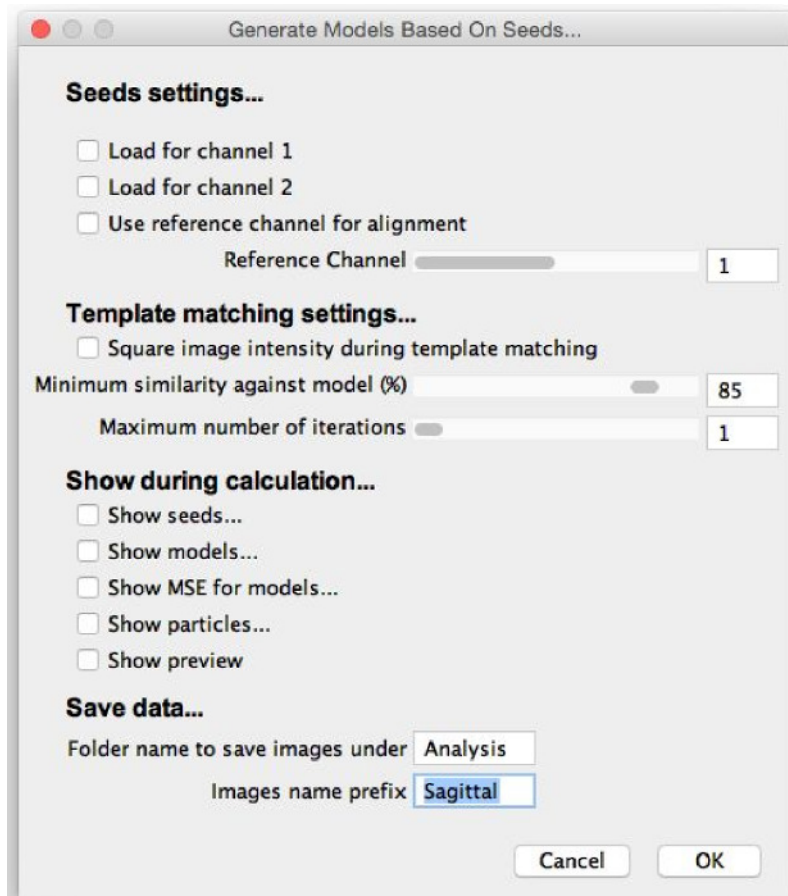 Generate Models Based On Seeds...
Seeds settings...
Load for channel 1
Load for channel 2
Use reference channel for alignment
Reference Channel 1
Template matching settings...
Square image intensity during template matching
Minimum similarity against model (%) 85
Maximum number of iterations 1
Show during calculation...
Show seeds...
Show models...
Show MSE for models...
Show particles...
Show preview
Save data...
Folder name to save images under Analysis
Images name prefix Sagittal
Cancel OK